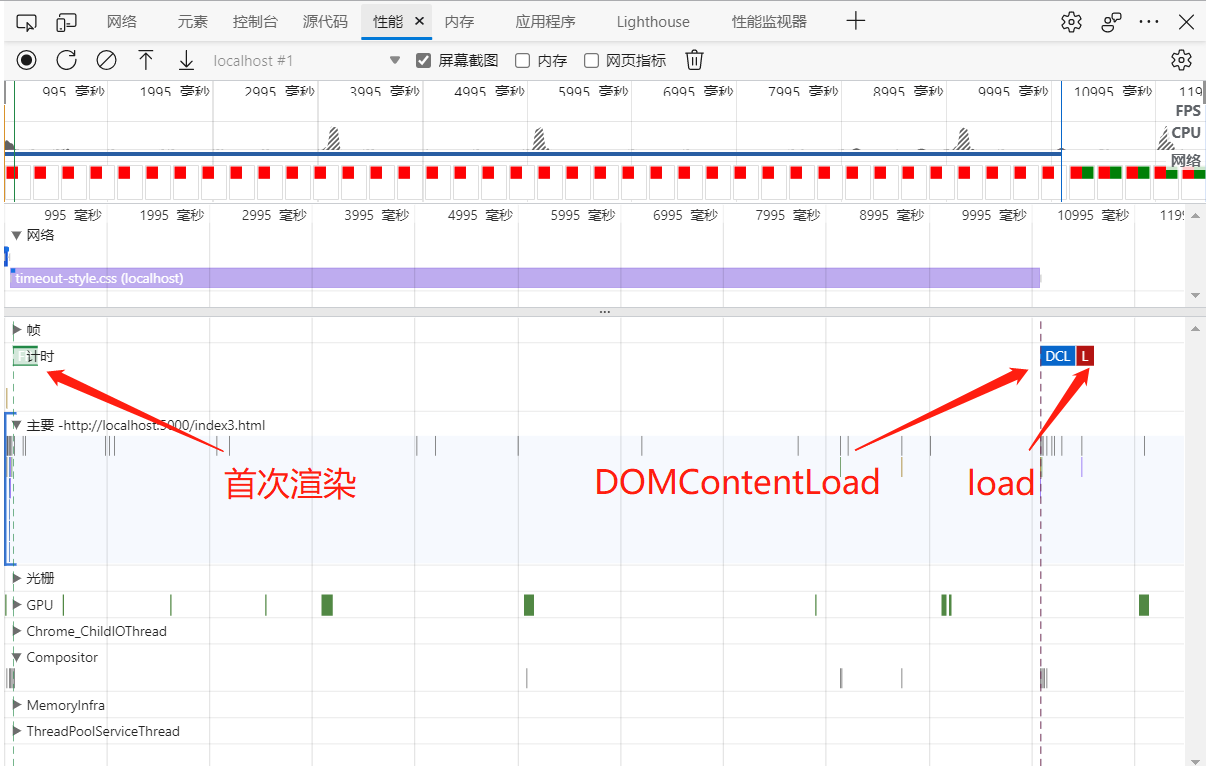 网络 元素 控制台 源代码 性能 × 内存 应用程序 Lighthouse 性能监视器
localhost #1 屏幕截图 内存 网页指标
995 毫秒 1995 毫秒 2995 毫秒 3995 毫秒 4995 毫秒 5995 毫秒 6995 毫秒 7995 毫秒 8995 毫秒 9995 毫秒 10995 毫秒 119
FPS
CPU
网络
995 毫秒 1995 毫秒 2995 毫秒 3995 毫秒 4995 毫秒 5995 毫秒 6995 毫秒 7995 毫秒 8995 毫秒 9995 毫秒 10995 毫秒 1199
网络
timeout-style.css (localhost)
帧
计时 DCL L
主要 -http://localhost:5000/index3.html
首次渲染 DOMContentLoad load
光栅
GPU
Chrome_ChildIOThread
Compositor
MemoryInfra
ThreadPoolServiceThread